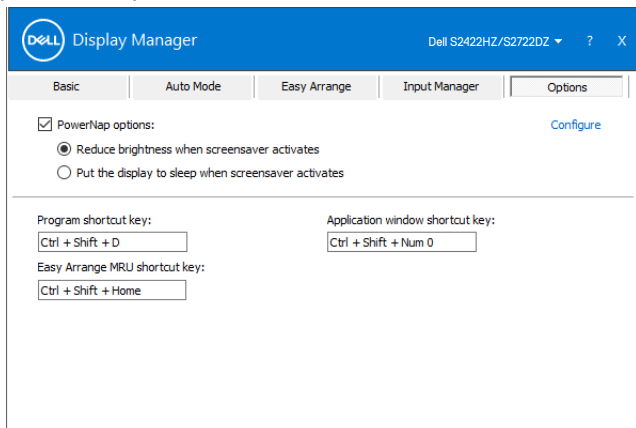 DELL Display Manager Dell S2422HZ/S2722DZ ? X
Basic Auto Mode Easy Arrange Input Manager Options
PowerNap options: Configure
Reduce brightness when screensaver activates
Put the display to sleep when screensaver activates
Program shortcut key: Application window shortcut key:
Ctrl + Shift + D Ctrl + Shift + Num 0
Easy Arrange MRU shortcut key:
Ctrl + Shift + Home